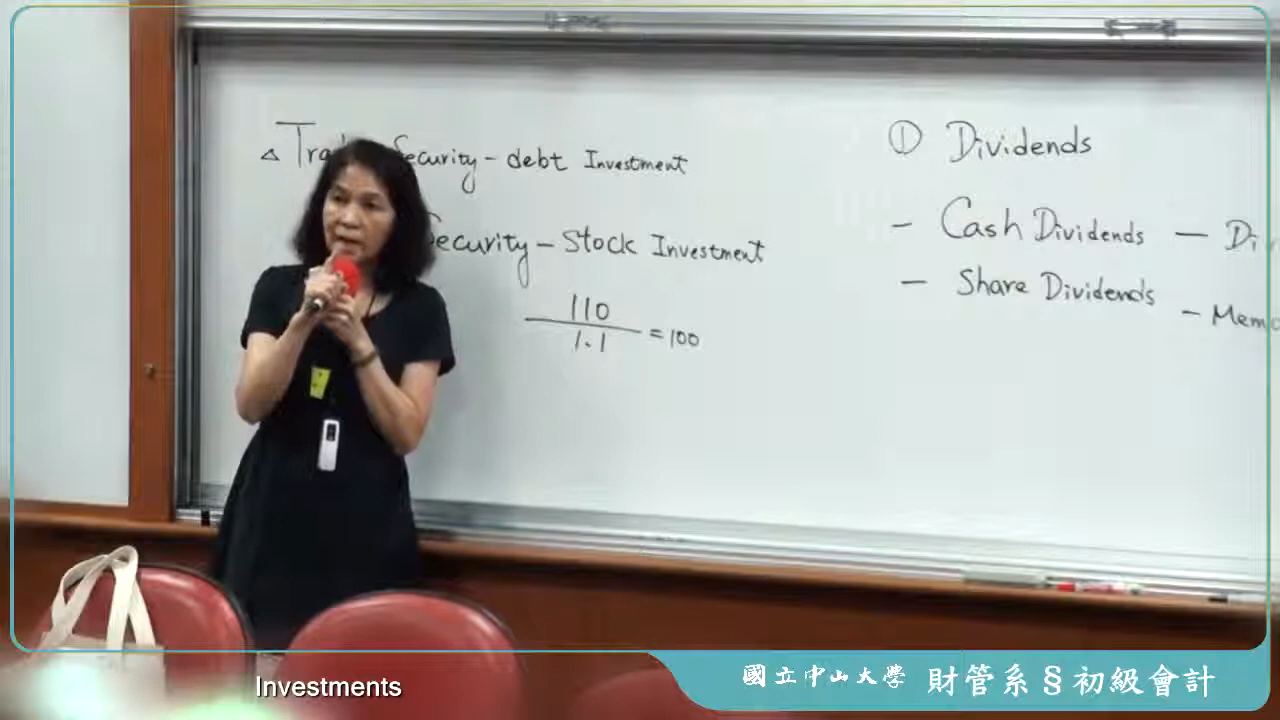 △ Security - debt Investment
Security - Stock Investment
110
1.1
= 100
① Dividends
- Cash Dividends -
- Share Dividends
-
Investments
國立中山大學 財管系§初級會計